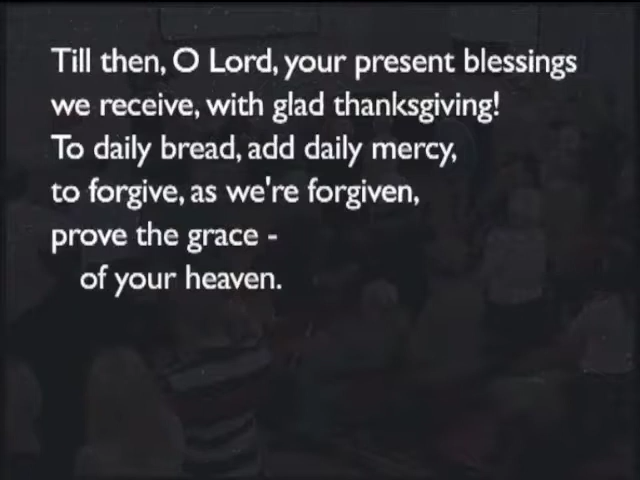 Till then, O Lord, your present blessings
we receive, with glad thanksgiving!
To daily bread, add daily mercy,
to forgive, as we're forgiven,
prove the grace -
of your heaven.